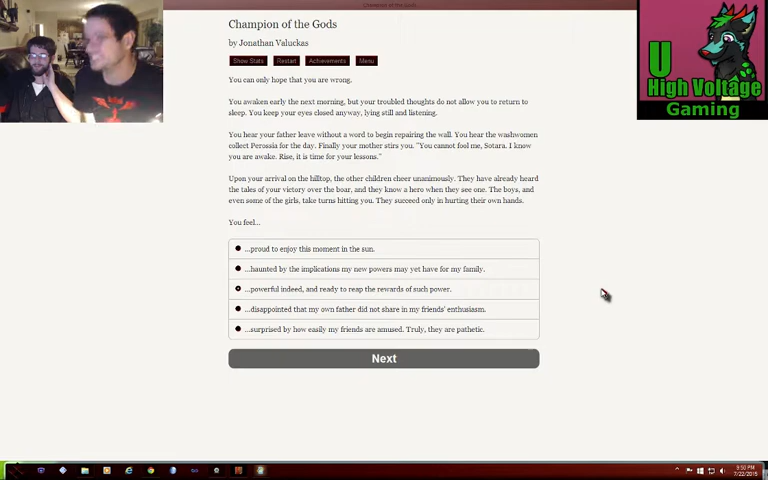 Champion of the Gods
U
High Voltage
Gaming
Champion of the Gods
by Jonathan Valuckas
Show Stats Restart Achievements Menu
You can only hope that you are wrong.
You awaken early the next morning, but your troubled thoughts do not allow you to return to
sleep. You keep your eyes closed anyway, lying still and listening.
You hear your father leave without a word to begin repairing the wall. You hear the washwomen
collect Perossia for the day. Finally your mother stirs you. "You cannot fool me, Sotara. I know
you are awake. Rise, it is time for your lessons."
Upon your arrival on the hilltop, the other children cheer unanimously. They have already heard
the tales of your victory over the boar, and they know a hero when they see one. The boys, and
even some of the girls, take turns hitting you. They succeed only in hurting their own hands.
You feel...
...proud to enjoy this moment in the sun.
...haunted by the implications my new powers may yet have for my family.
...powerful indeed, and ready to reap the rewards of such power.
...disappointed that my own father did not share in my friends' enthusiasm.
...surprised by how easily my friends are amused. Truly, they are pathetic.
Next
9:50 PM
7/22/2015